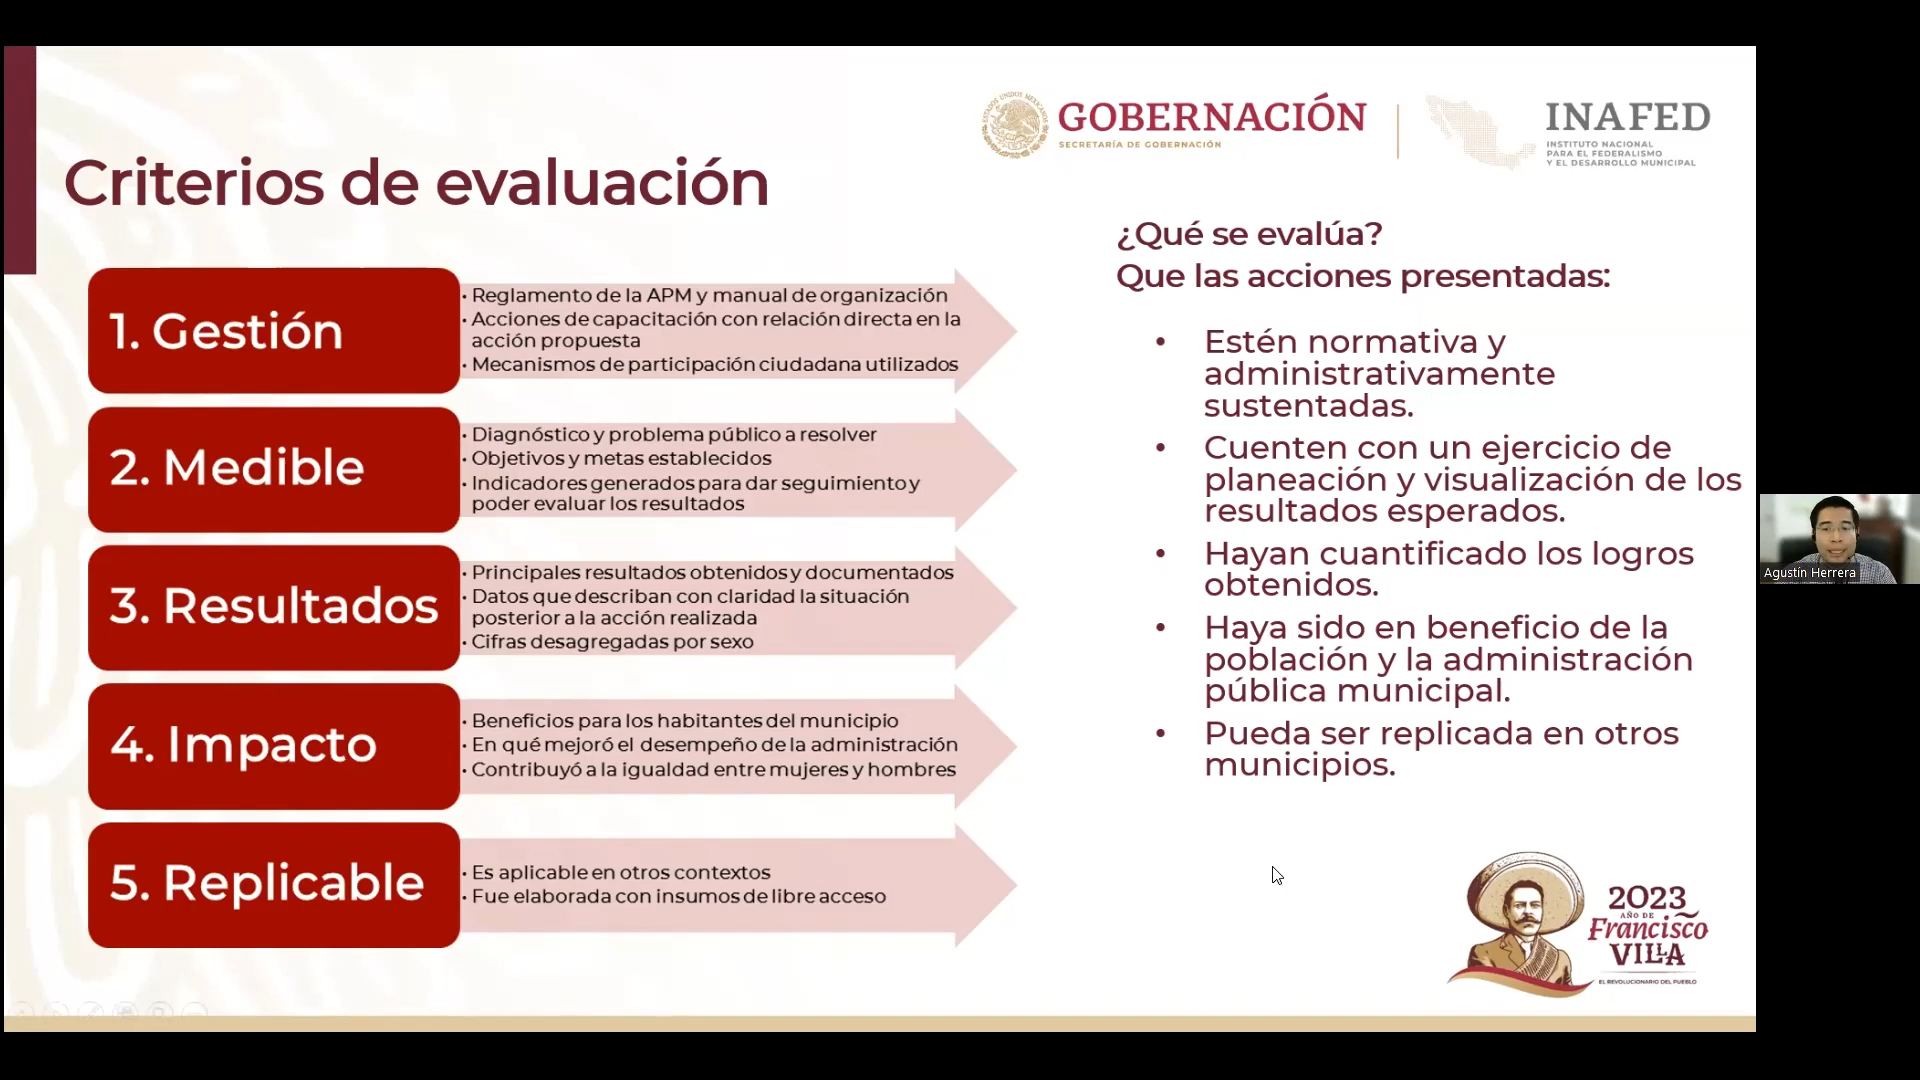 GOBERNACIÓN
SECRETARÍA DE GOBERNACIÓN
INAFED
INSTITUTO NACIONAL
PARA EL FEDERALISMO
Y EL DESARROLLO MUNICIPAL
Criterios de evaluación
1. Gestión
• Reglamento de la APM y manual de organización
• Acciones de capacitación con relación directa en la
acción propuesta
• Mecanismos de participación ciudadana utilizados
2. Medible
• Diagnóstico y problema público a resolver
• Objetivos y metas establecidos
• Indicadores generados para dar seguimiento y
poder evaluar los resultados
3. Resultados
• Principales resultados obtenidos y documentados
• Datos que describan con claridad la situación
posterior a la acción realizada
• Cifras desagregadas por sexo
4. Impacto
• Beneficios para los habitantes del municipio
• En qué mejoró el desempeño de la administración
• Contribuyó a la igualdad entre mujeres y hombres
5. Replicable
• Es aplicable en otros contextos
• Fue elaborada con insumos de libre acceso
¿Qué se evalúa?
Que las acciones presentadas:
• Estén normativa y
administrativamente
sustentadas.
• Cuenten con un ejercicio de
planeación y visualización de los
resultados esperados.
• Hayan cuantificado los logros
obtenidos.
• Haya sido en beneficio de la
población y la administración
pública municipal.
• Pueda ser replicada en otros
municipios.
2023
AÑO DE
Francisco
VILLA
EL REVOLUCIONARIO DEL PUEBLO
Agustín Herrera